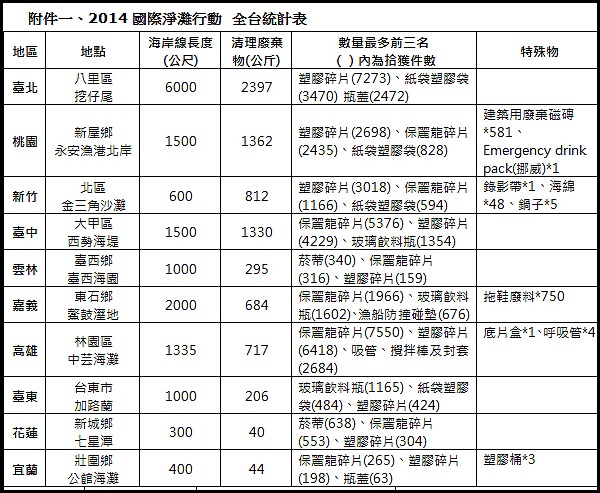 附件一、2014 國際淨灘行動 全台統計表
地區 地點 海岸線長度(公尺) 清理廢棄物(公斤) 數量最多前三名 ( ) 內為拾獲件數 特殊物
臺北 八里區 挖仔尾 6000 2397 塑膠碎片(7273)、紙袋塑膠袋(3470) 瓶蓋(2472)
桃園 新屋鄉 永安漁港北岸 1500 1362 塑膠碎片(2698)、保麗龍碎片(2435)、紙袋塑膠袋(828) 建築用廢棄磁磚*581、Emergency drink pack(挪威)*1
新竹 北區 金三角沙灘 600 812 塑膠碎片(3018)、保麗龍碎片(1166)、紙袋塑膠袋(594) 錄影帶*1、海綿*48、鍋子*5
臺中 大甲區 西勢海堤 1500 1330 保麗龍碎片(5376)、塑膠碎片(4229)、玻璃飲料瓶(1354)
雲林 臺西鄉 臺西海園 1000 295 菸蒂(340)、保麗龍碎片(316)、塑膠碎片(159)
嘉義 東石鄉 鰲鼓溼地 2000 684 保麗龍碎片(1966)、玻璃飲料瓶(1602)、漁船防撞碰墊(676) 拖鞋廢料*750
高雄 林園區 中芸海灘 1335 717 保麗龍碎片(7550)、塑膠碎片(6418)、吸管、攪拌棒及封套(2684) 底片盒*1、呼吸管*4
臺東 台東市 加路蘭 1000 206 玻璃飲料瓶(1165)、紙袋塑膠袋(484)、塑膠碎片(424)
花蓮 新城鄉 七星潭 300 40 菸蒂(638)、保麗龍碎片(553)、塑膠碎片(304)
宜蘭 壯圍鄉 公館海灘 400 44 保麗龍碎片(265)、塑膠碎片(198)、瓶蓋(63) 塑膠桶*3